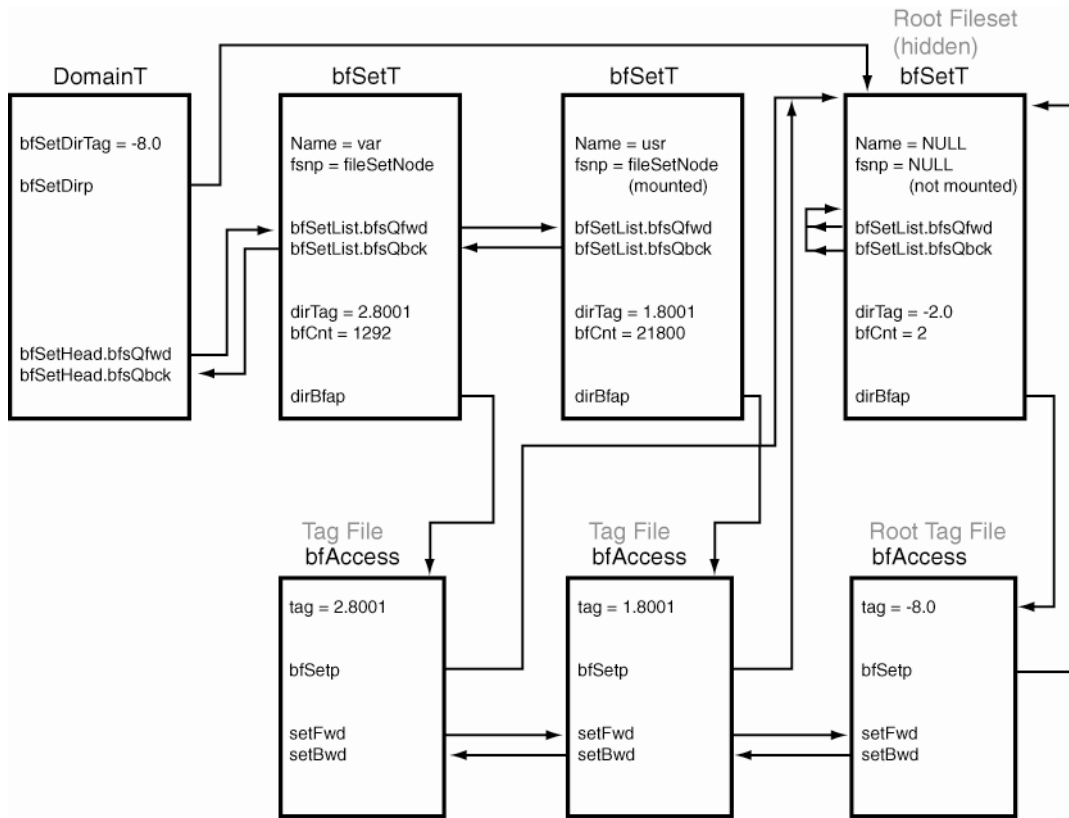 Root Fileset
(hidden)
DomainT
bfSetT
bfSetT
bfSetT
bfSetDirTag = -8.0
bfSetDirp
bfSetHead.bfsQfwd
bfSetHead.bfsQbck
Name = var
fsnp = fileSetNode
bfSetList.bfsQfwd
bfSetList.bfsQbck
dirTag = 2.8001
bfCnt = 1292
dirBfap
Name = usr
fsnp = fileSetNode
(mounted)
bfSetList.bfsQfwd
bfSetList.bfsQbck
dirTag = 1.8001
bfCnt = 21800
dirBfap
Name = NULL
fsnp = NULL
(not mounted)
bfSetList.bfsQfwd
bfSetList.bfsQbck
dirTag = -2.0
bfCnt = 2
dirBfap
Tag File
bfAccess
tag = 2.8001
bfSetp
setFwd
setBwd
Tag File
bfAccess
tag = 1.8001
bfSetp
setFwd
setBwd
Root Tag File
bfAccess
tag = -8.0
bfSetp
setFwd
setBwd